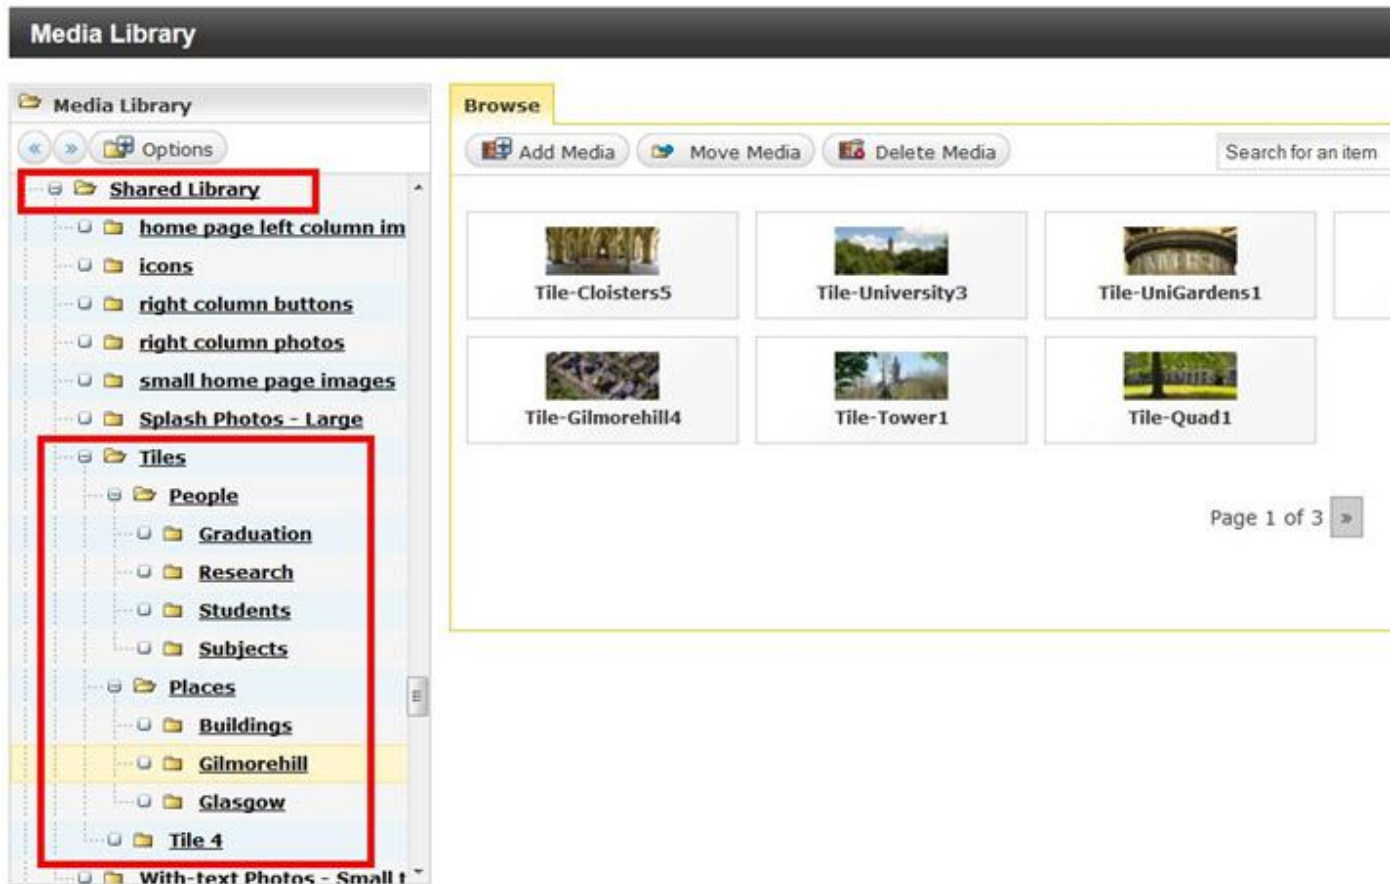 Media Library
Media Library
« » Options
Shared Library
home page left column im
icons
right column buttons
right column photos
small home page images
Splash Photos - Large
Tiles
People
Graduation
Research
Students
Subjects
Places
Buildings
Gilmorehill
Glasgow
Tile 4
With-text Photos - Small t
Browse
Add Media Move Media Delete Media Search for an item
Tile-Cloisters5 Tile-University3 Tile-UniGardens1
Tile-Gilmorehill4 Tile-Tower1 Tile-Quad1
Page 1 of 3 »